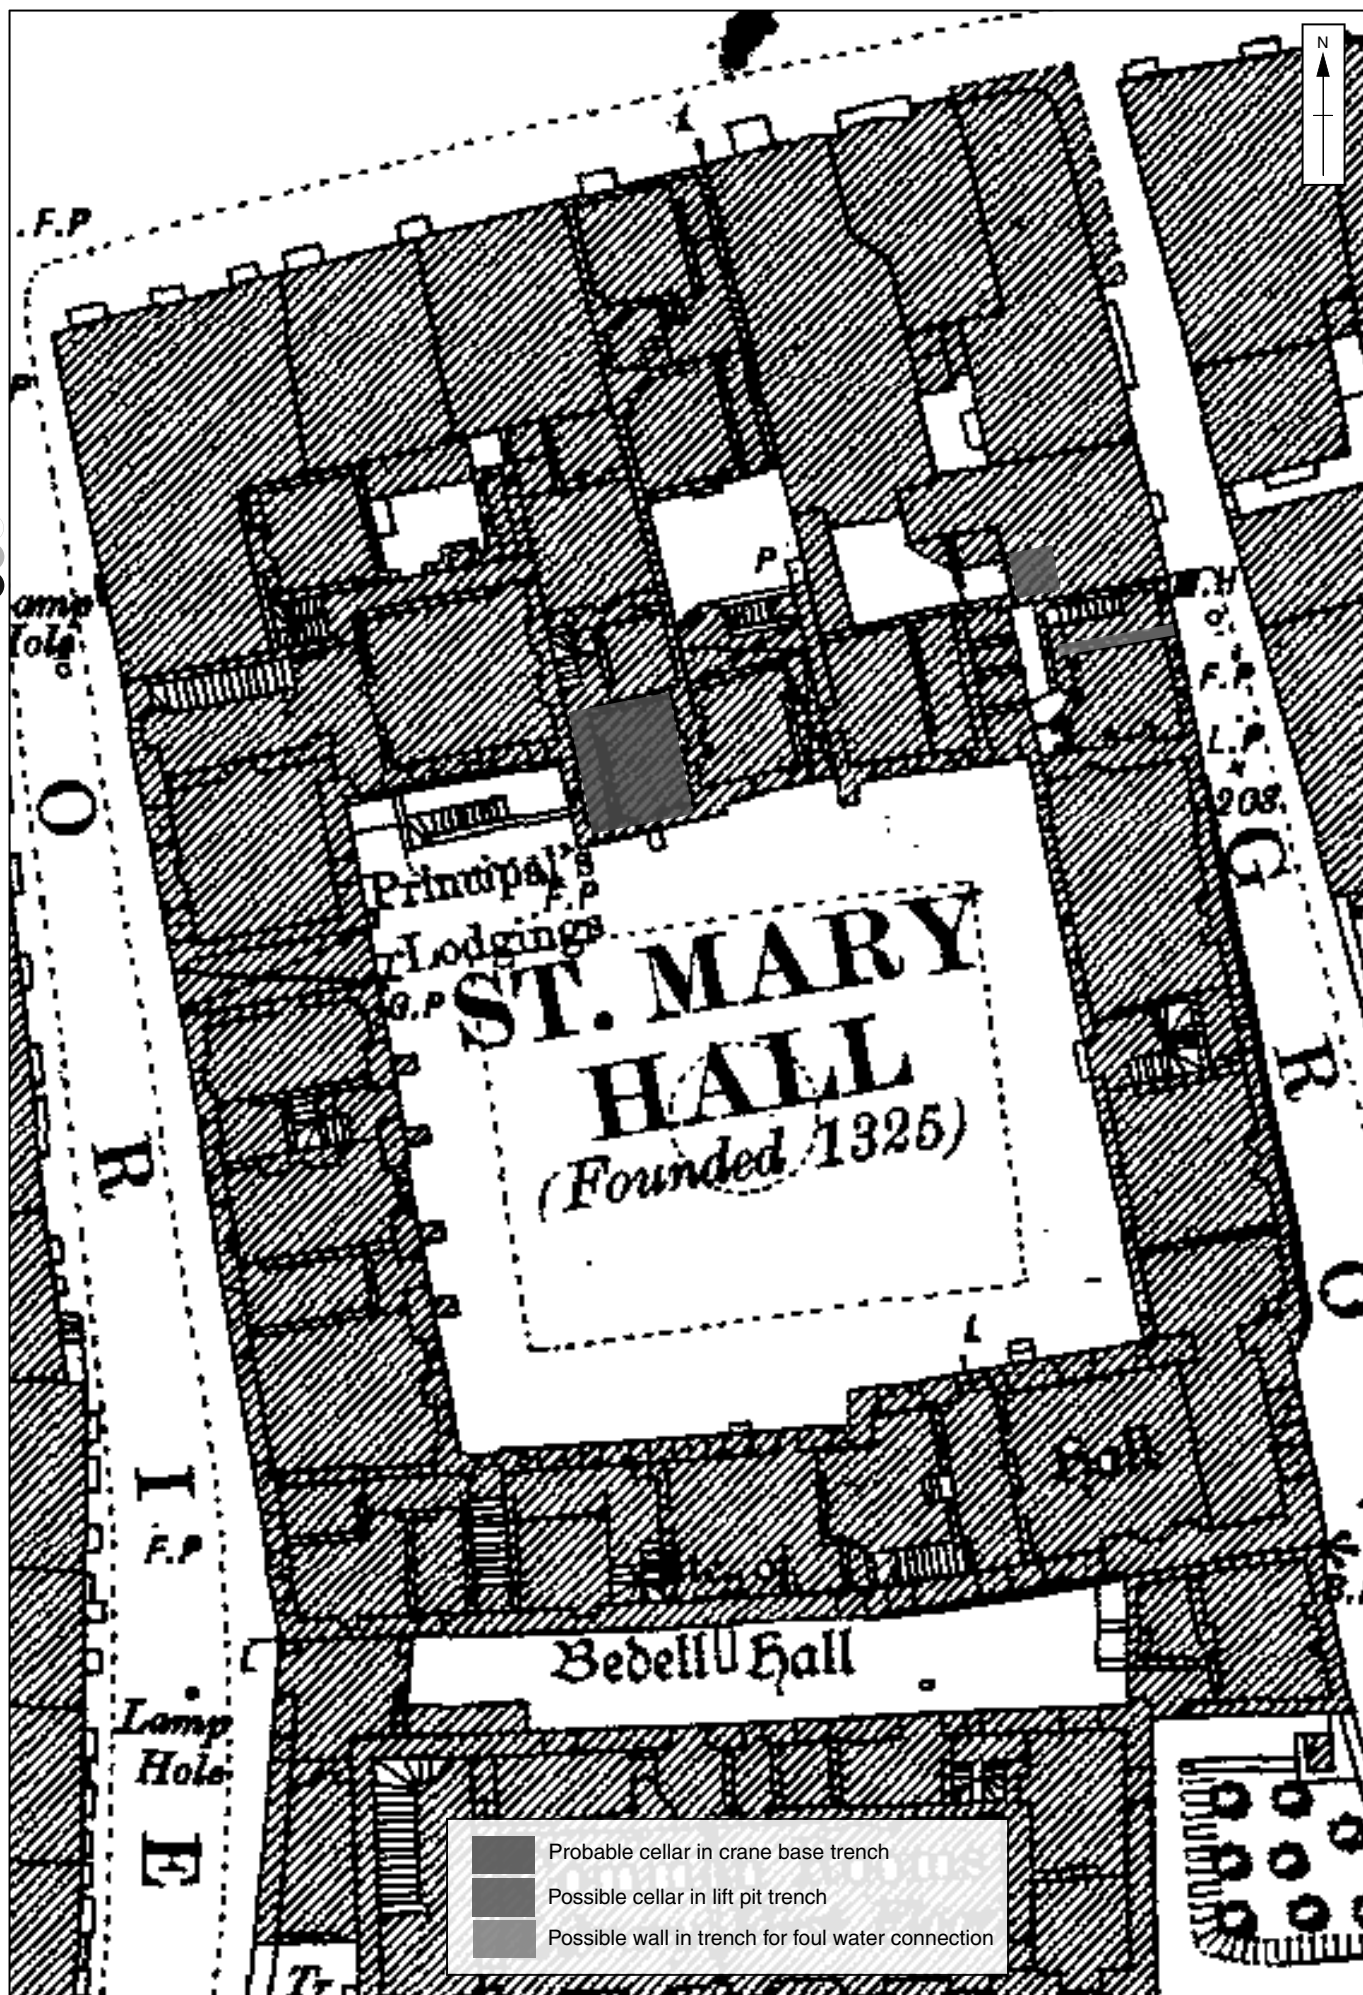 N
F.P
P
Lamp
Hole
O
P
M.H
F.P
L.P
208
G
Principal's
F.P
Lodgings
G.P
ST. MARY
HALL
(Founded 1325)
R
R
I
L
G
Hall
F.P
Bedell Hall
Lamp
Hole
E
Probable cellar in crane base trench
Possible cellar in lift pit trench
Possible wall in trench for foul water connection
Tr